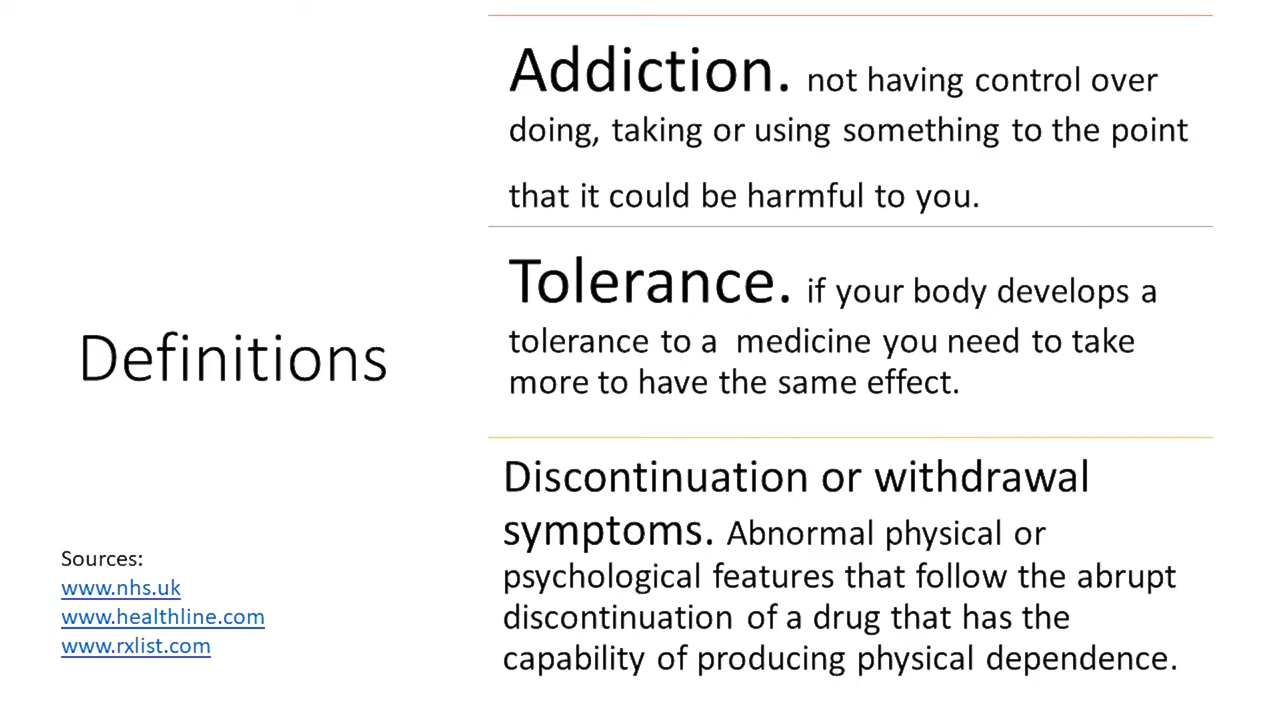 Addiction. not having control over
doing, taking or using something to the point
that it could be harmful to you.
Tolerance. if your body develops a
tolerance to a medicine you need to take
more to have the same effect.
Definitions
Discontinuation or withdrawal
symptoms. Abnormal physical or
psychological features that follow the abrupt
discontinuation of a drug that has the
capability of producing physical dependence.
Sources:
www.nhs.uk
www.healthline.com
www.rxlist.com